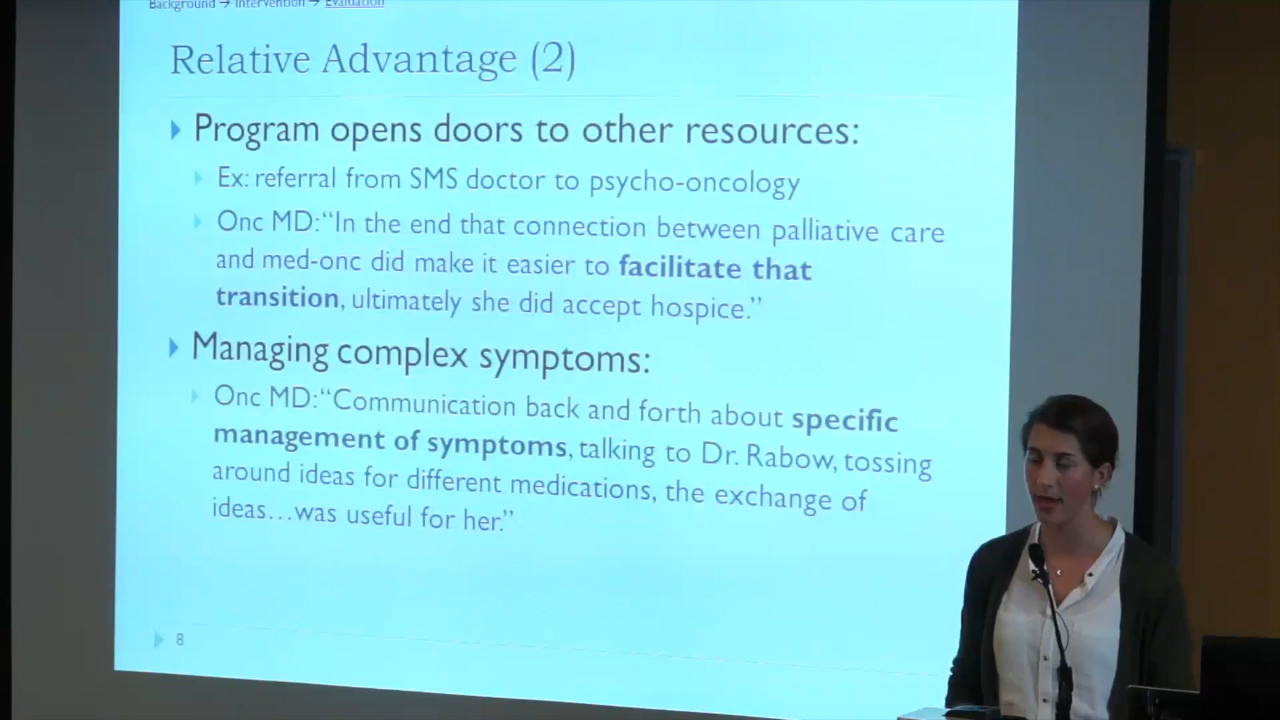 Background → Intervention → Evaluation
Relative Advantage (2)
Program opens doors to other resources:
Ex: referral from SMS doctor to psycho-oncology
Onc MD:“In the end that connection between palliative care
and med-onc did make it easier to facilitate that
transition, ultimately she did accept hospice.”
Managing complex symptoms:
Onc MD:“Communication back and forth about specific
management of symptoms, talking to Dr. Rabow, tossing
around ideas for different medications, the exchange of
ideas…was useful for her.”
8